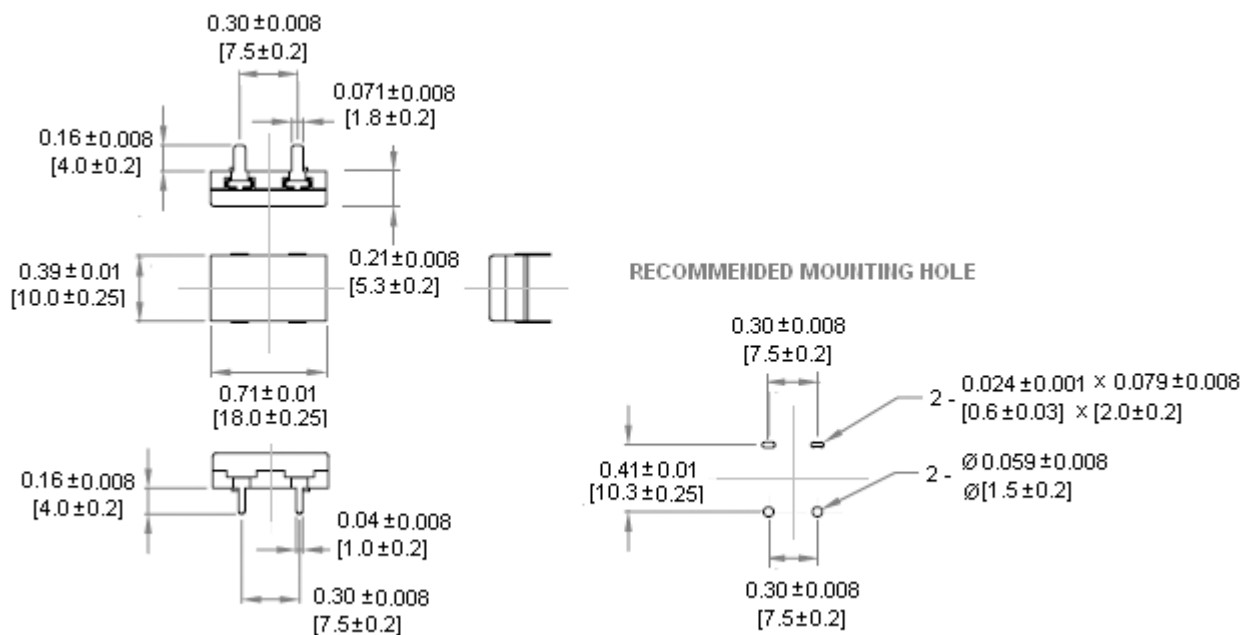 0.30 ±0.008
[7.5±0.2]
0.071 ±0.008
[1.8 ±0.2]
0.16 ±0.008
[4.0 ±0.2]
0.21 ±0.008
[5.3 ±0.2]
0.39 ± 0.01
[10.0 ±0.25]
0.71 ± 0.01
[18.0 ±0.25]
0.16 ±0.008
[4.0 ±0.2]
0.04 ±0.008
[1.0 ±0.2]
0.30 ±0.008
[7.5±0.2]
RECOMMENDED MOUNTING HOLE
0.30 ±0.008
[7.5±0.2]
2 - 0.024 ±0.001 × 0.079 ±0.008
[0.6 ±0.03] × [2.0 ±0.2]
0.41 ± 0.01
[10.3 ±0.25]
2 - Ø 0.059 ±0.008
Ø[1.5 ±0.2]
0.30 ±0.008
[7.5±0.2]